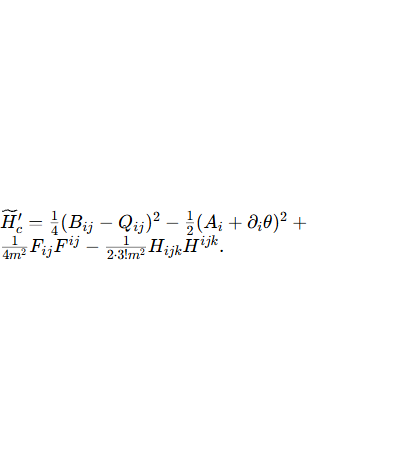 $\widetilde{H}'_c = \frac{1}{4}(B_{ij} - Q_{ij})^2 - \frac{1}{2}(A_i + \partial_i \theta)^2 +$
$\frac{1}{4m^2} F_{ij} F^{ij} - \frac{1}{2 \cdot 3! m^2} H_{ijk} H^{ijk}.$